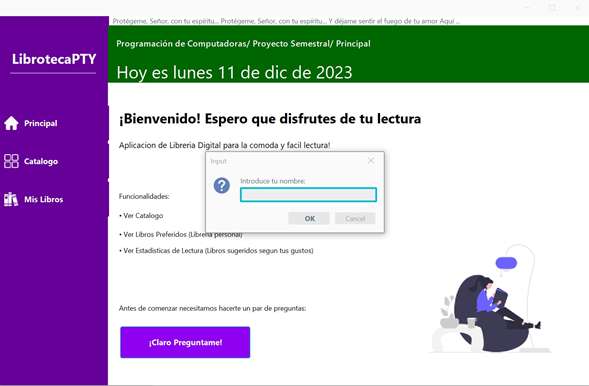 Protégeme, Señor, con tu espíritu... Protégeme, Señor, con tu espíritu... Y déjame sentir el fuego de tu amor Aquí ...
LibrotecaPTY
Programación de Computadoras/ Proyecto Semestral/ Principal
Hoy es lunes 11 de dic de 2023
Principal
Catalogo
Mis Libros
¡Bienvenido! Espero que disfrutes de tu lectura
Aplicacion de Libreria Digital para la comoda y facil lectura!
Input
Introduce tu nombre:
OK
Cancel
Funcionalidades:
• Ver Catalogo
• Ver Libros Preferidos (Libreria personal)
• Ver Estadisticas de Lectura (Libros sugeridos segun tus gustos)
Antes de comenzar necesitamos hacerte un par de preguntas:
¡Claro Preguntame!